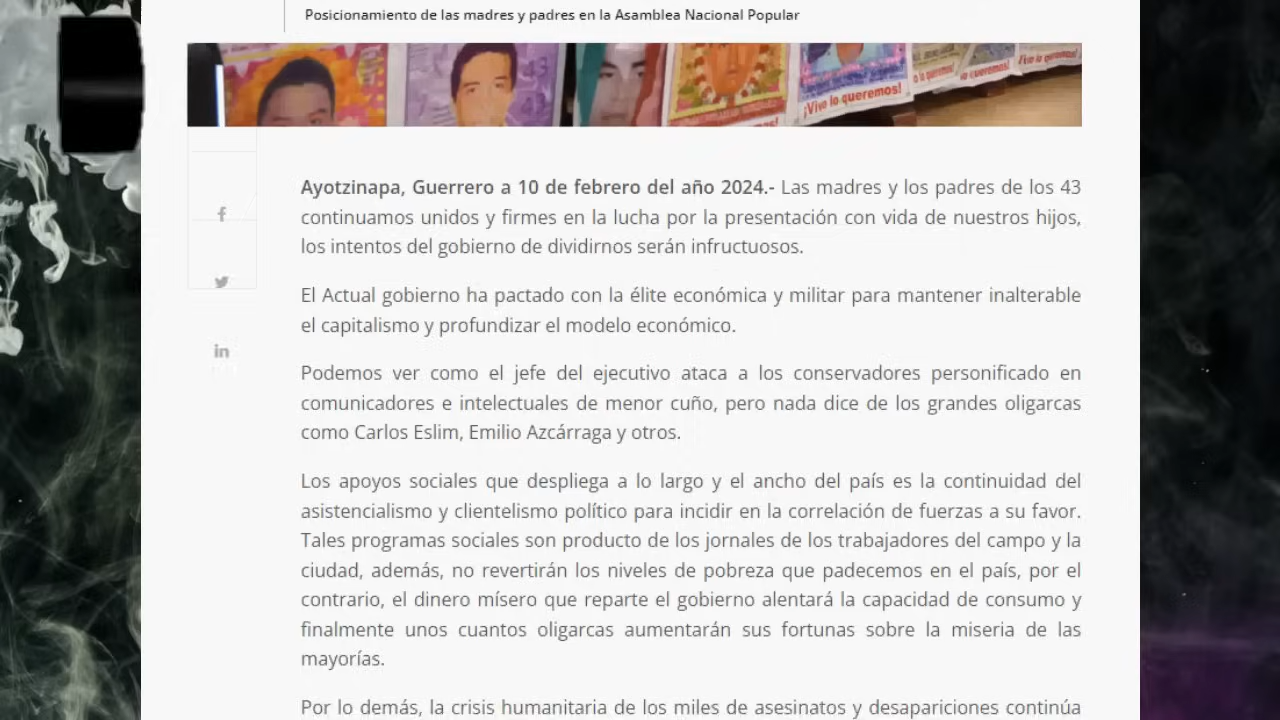 Posicionamiento de las madres y padres en la Asamblea Nacional Popular
¡Vivo lo queremos!
o lo queremos!
lo queremos!
¡Vivo lo queremos!
Ayotzinapa, Guerrero a 10 de febrero del año 2024.- Las madres y los padres de los 43
continuamos unidos y firmes en la lucha por la presentación con vida de nuestros hijos,
los intentos del gobierno de dividirnos serán infructuosos.
El Actual gobierno ha pactado con la élite económica y militar para mantener inalterable
el capitalismo y profundizar el modelo económico.
Podemos ver como el jefe del ejecutivo ataca a los conservadores personificado en
comunicadores e intelectuales de menor cuño, pero nada dice de los grandes oligarcas
como Carlos Eslim, Emilio Azcárraga y otros.
Los apoyos sociales que despliega a lo largo y el ancho del país es la continuidad del
asistencialismo y clientelismo político para incidir en la correlación de fuerzas a su favor.
Tales programas sociales son producto de los jornales de los trabajadores del campo y la
ciudad, además, no revertirán los niveles de pobreza que padecemos en el país, por el
contrario, el dinero mísero que reparte el gobierno alentará la capacidad de consumo y
finalmente unos cuantos oligarcas aumentarán sus fortunas sobre la miseria de las
mayorías.
Por lo demás, la crisis humanitaria de los miles de asesinatos y desapariciones continúa